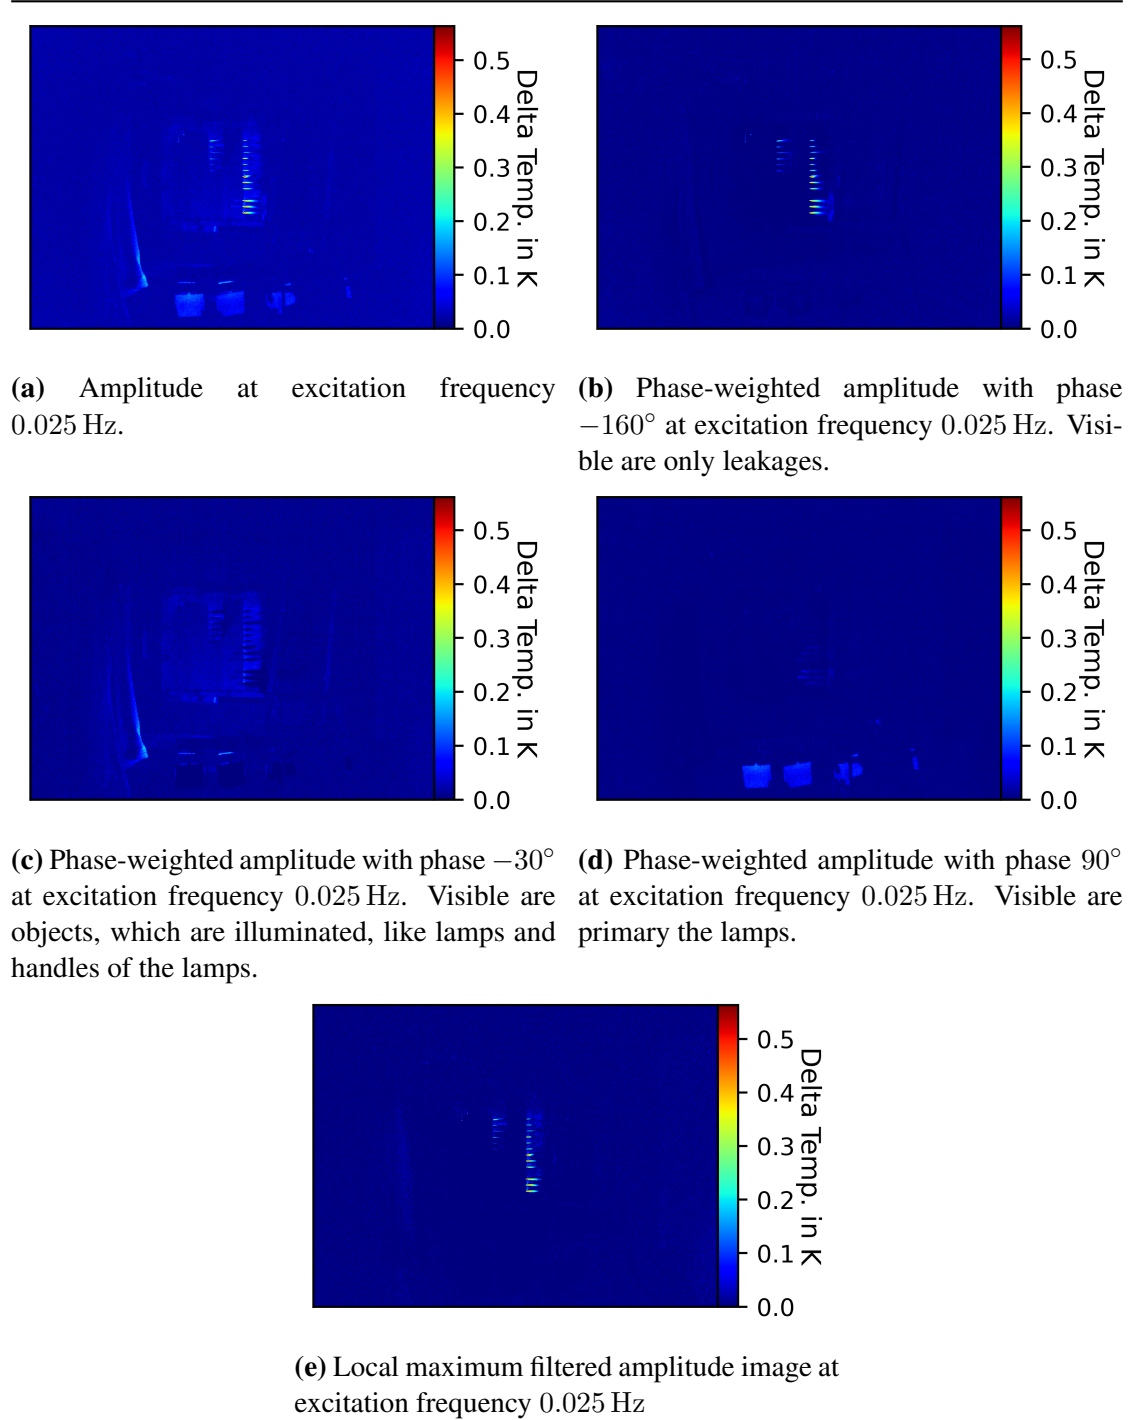 0.5
0.4
0.3
0.2
0.1
0.0
Delta Temp. in K
0.5
0.4
0.3
0.2
0.1
0.0
Delta Temp. in K
(a) Amplitude at excitation frequency
0.025 Hz.
(b) Phase-weighted amplitude with phase
−160° at excitation frequency 0.025 Hz. Visi-
ble are only leakages.
0.5
0.4
0.3
0.2
0.1
0.0
Delta Temp. in K
0.5
0.4
0.3
0.2
0.1
0.0
Delta Temp. in K
(c) Phase-weighted amplitude with phase −30°
at excitation frequency 0.025 Hz. Visible are
objects, which are illuminated, like lamps and
handles of the lamps.
(d) Phase-weighted amplitude with phase 90°
at excitation frequency 0.025 Hz. Visible are
primary the lamps.
0.5
0.4
0.3
0.2
0.1
0.0
Delta Temp. in K
(e) Local maximum filtered amplitude image at
excitation frequency 0.025 Hz